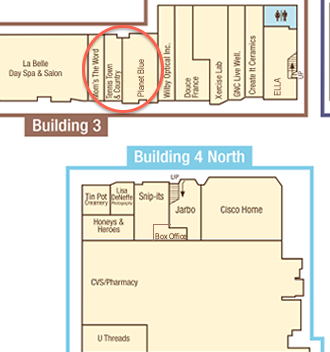 La Belle
Day Spa & Salon
Mom's The Word
Tennis Town
& Country
Planet Blue
Wilby Optical Inc.
Douce
France
Xercise Lab
GNC Live Well.
Create It Ceramics
ELLA
UP
Building 3
Building 4 North
UP
Tin Pot
Creamery
Lisa
DeNeffe
Photography
Snip-its
Jarbo
Cisco Home
Honeys &
Heroes
Box Office
CVS/Pharmacy
U Threads